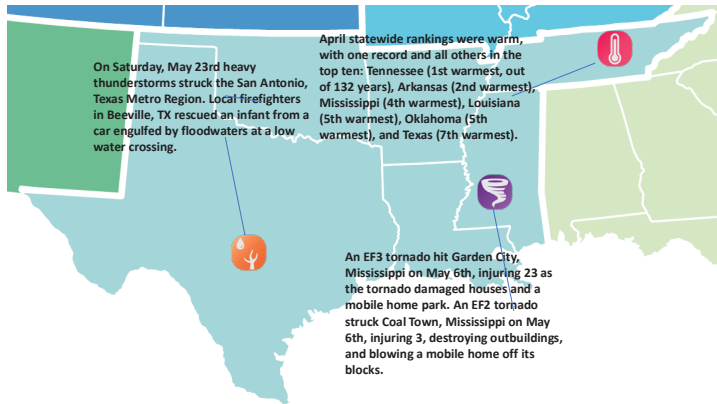 On Saturday, May 23rd heavy
thunderstorms struck the San Antonio,
Texas Metro Region. Local firefighters
in Beeville, TX rescued an infant from a
car engulfed by floodwaters at a low
water crossing.
April statewide rankings were warm,
with one record and all others in the
top ten: Tennessee (1st warmest, out
of 132 years), Arkansas (2nd warmest),
Mississippi (4th warmest), Louisiana
(5th warmest), Oklahoma (5th
warmest), and Texas (7th warmest).
An EF3 tornado hit Garden City,
Mississippi on May 6th, injuring 23 as
the tornado damaged houses and a
mobile home park. An EF2 tornado
struck Coal Town, Mississippi on May
6th, injuring 3, destroying outbuildings,
and blowing a mobile home off its
blocks.